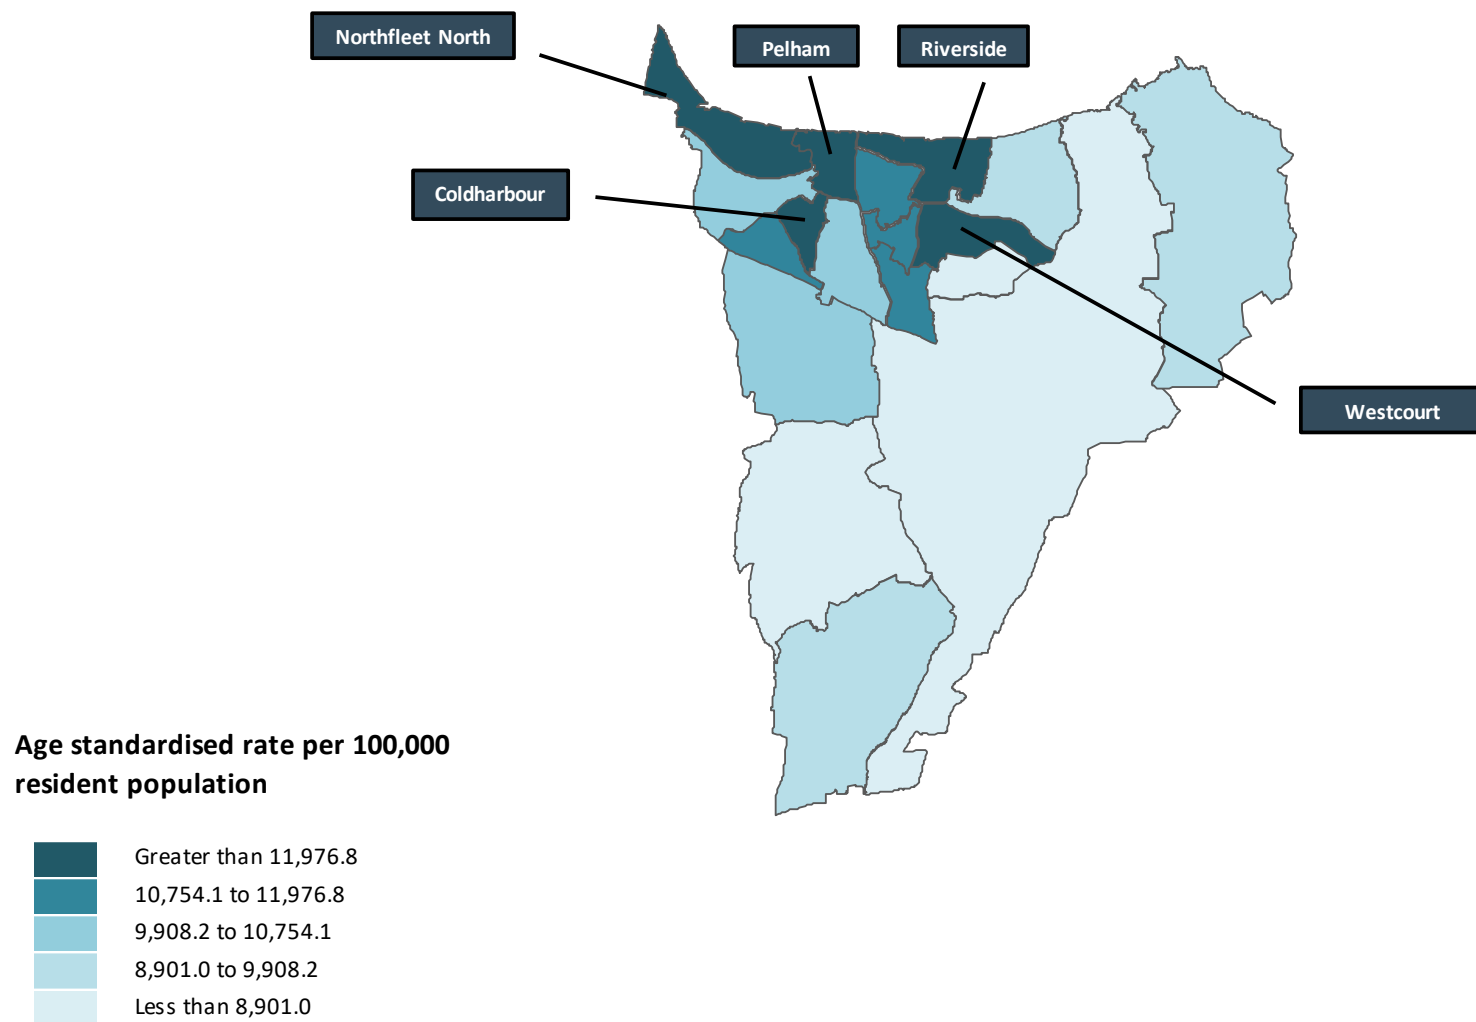 Northfleet North
Pelham
Riverside
Coldharbour
Westcourt
Age standardised rate per 100,000
resident population
Greater than 11,976.8
10,754.1 to 11,976.8
9,908.2 to 10,754.1
8,901.0 to 9,908.2
Less than 8,901.0